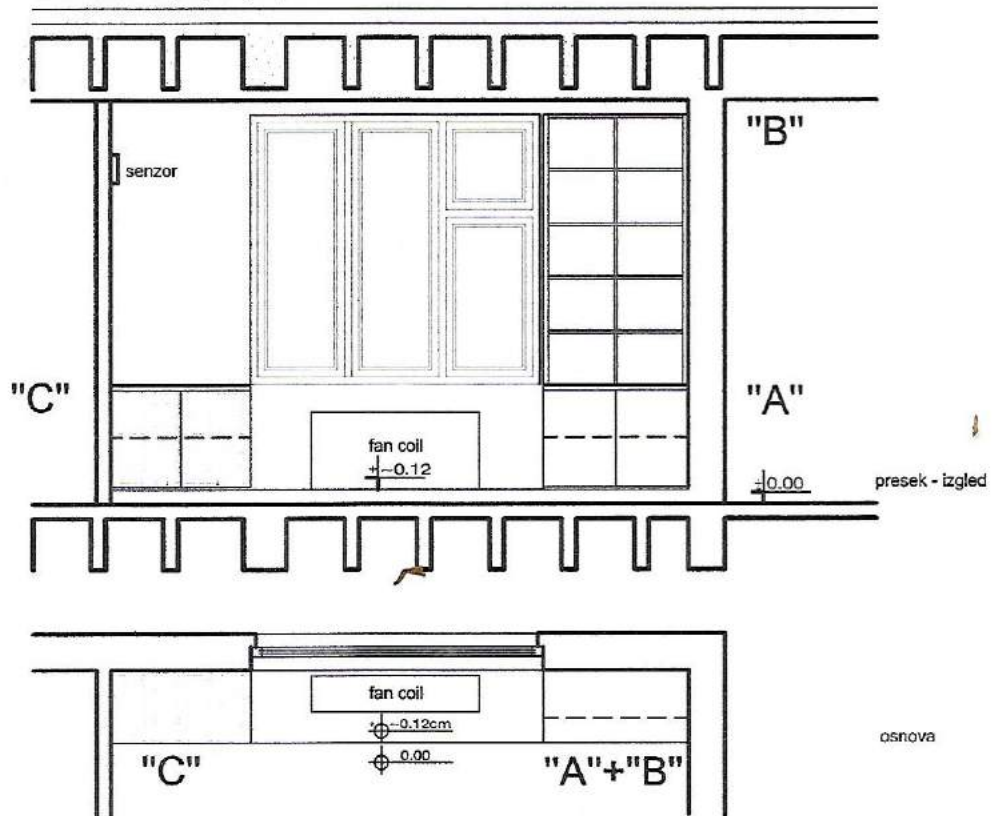 "B"
senzor
"C"
"A"
fan coil
+~0.12
±0.00
presek - izgled
fan coil
+~0.12cm
0.00
osnova
"C"
"A"+"B"